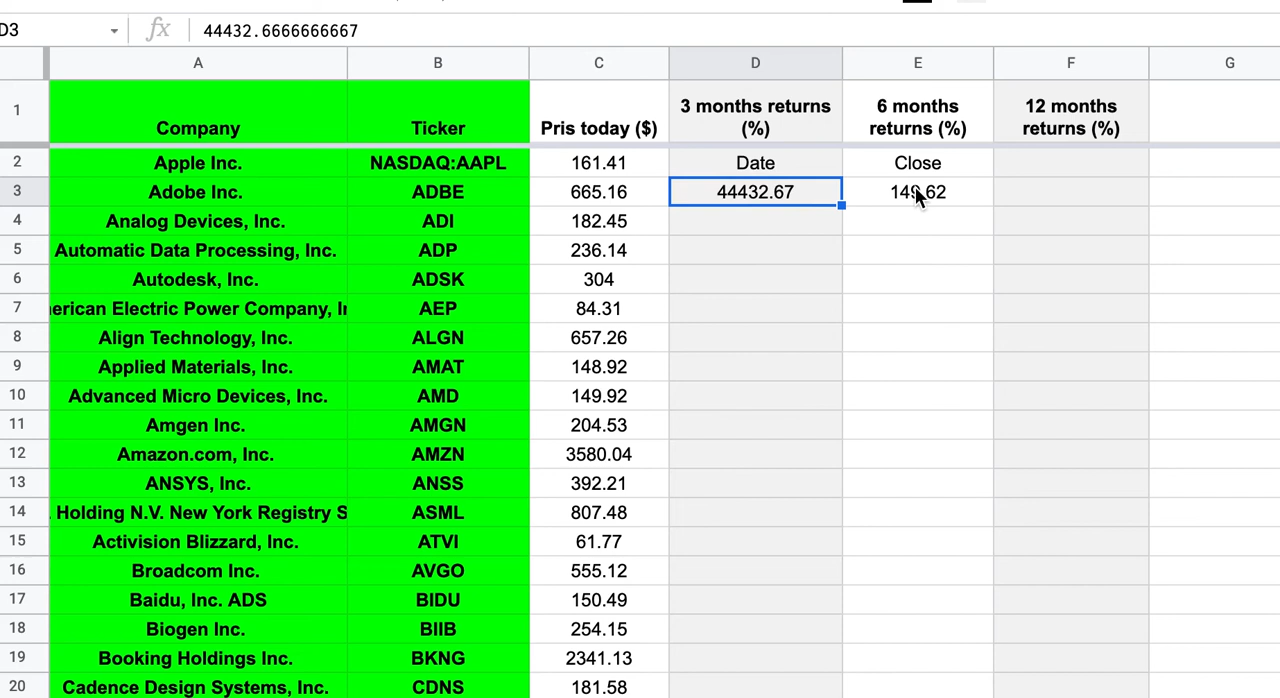 D3 fx 44432.6666666667
A B C D E F G
1 Company Ticker Pris today ($) 3 months returns (%) 6 months returns (%) 12 months returns (%)
2 Apple Inc. NASDAQ:AAPL 161.41 Date Close
3 Adobe Inc. ADBE 665.16 44432.67 149.62
4 Analog Devices, Inc. ADI 182.45
5 Automatic Data Processing, Inc. ADP 236.14
6 Autodesk, Inc. ADSK 304
7 erican Electric Power Company, In AEP 84.31
8 Align Technology, Inc. ALGN 657.26
9 Applied Materials, Inc. AMAT 148.92
10 Advanced Micro Devices, Inc. AMD 149.92
11 Amgen Inc. AMGN 204.53
12 Amazon.com, Inc. AMZN 3580.04
13 ANSYS, Inc. ANSS 392.21
14 . Holding N.V. New York Registry S ASML 807.48
15 Activision Blizzard, Inc. ATVI 61.77
16 Broadcom Inc. AVGO 555.12
17 Baidu, Inc. ADS BIDU 150.49
18 Biogen Inc. BIIB 254.15
19 Booking Holdings Inc. BKNG 2341.13
20 Cadence Design Systems, Inc. CDNS 181.58